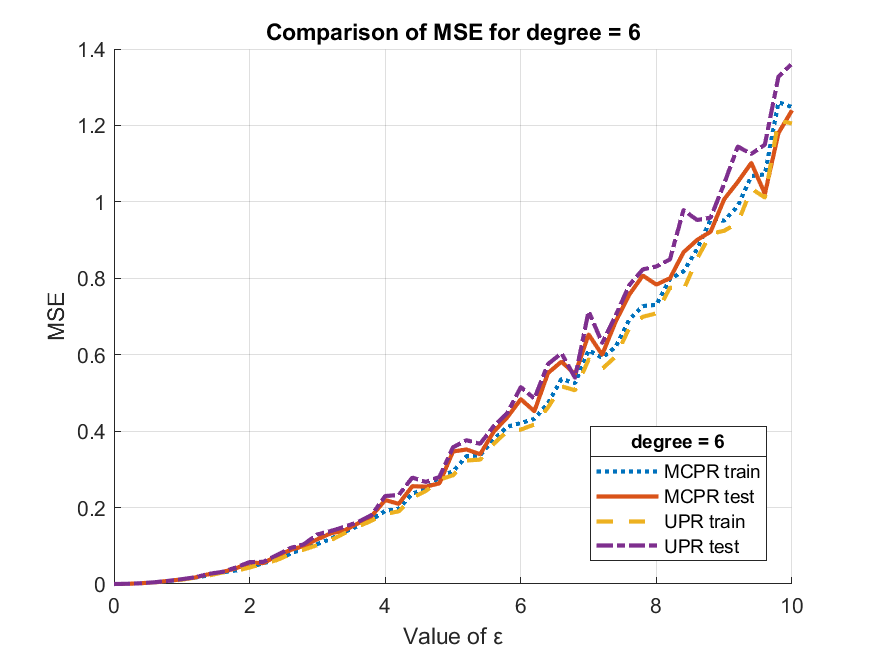 Comparison of MSE for degree = 6
1.4
1.2
1
0.8
0.6
0.4
0.2
0
MSE
0 2 4 6 8 10
Value of ε
degree = 6
MCPR train
MCPR test
UPR train
UPR test